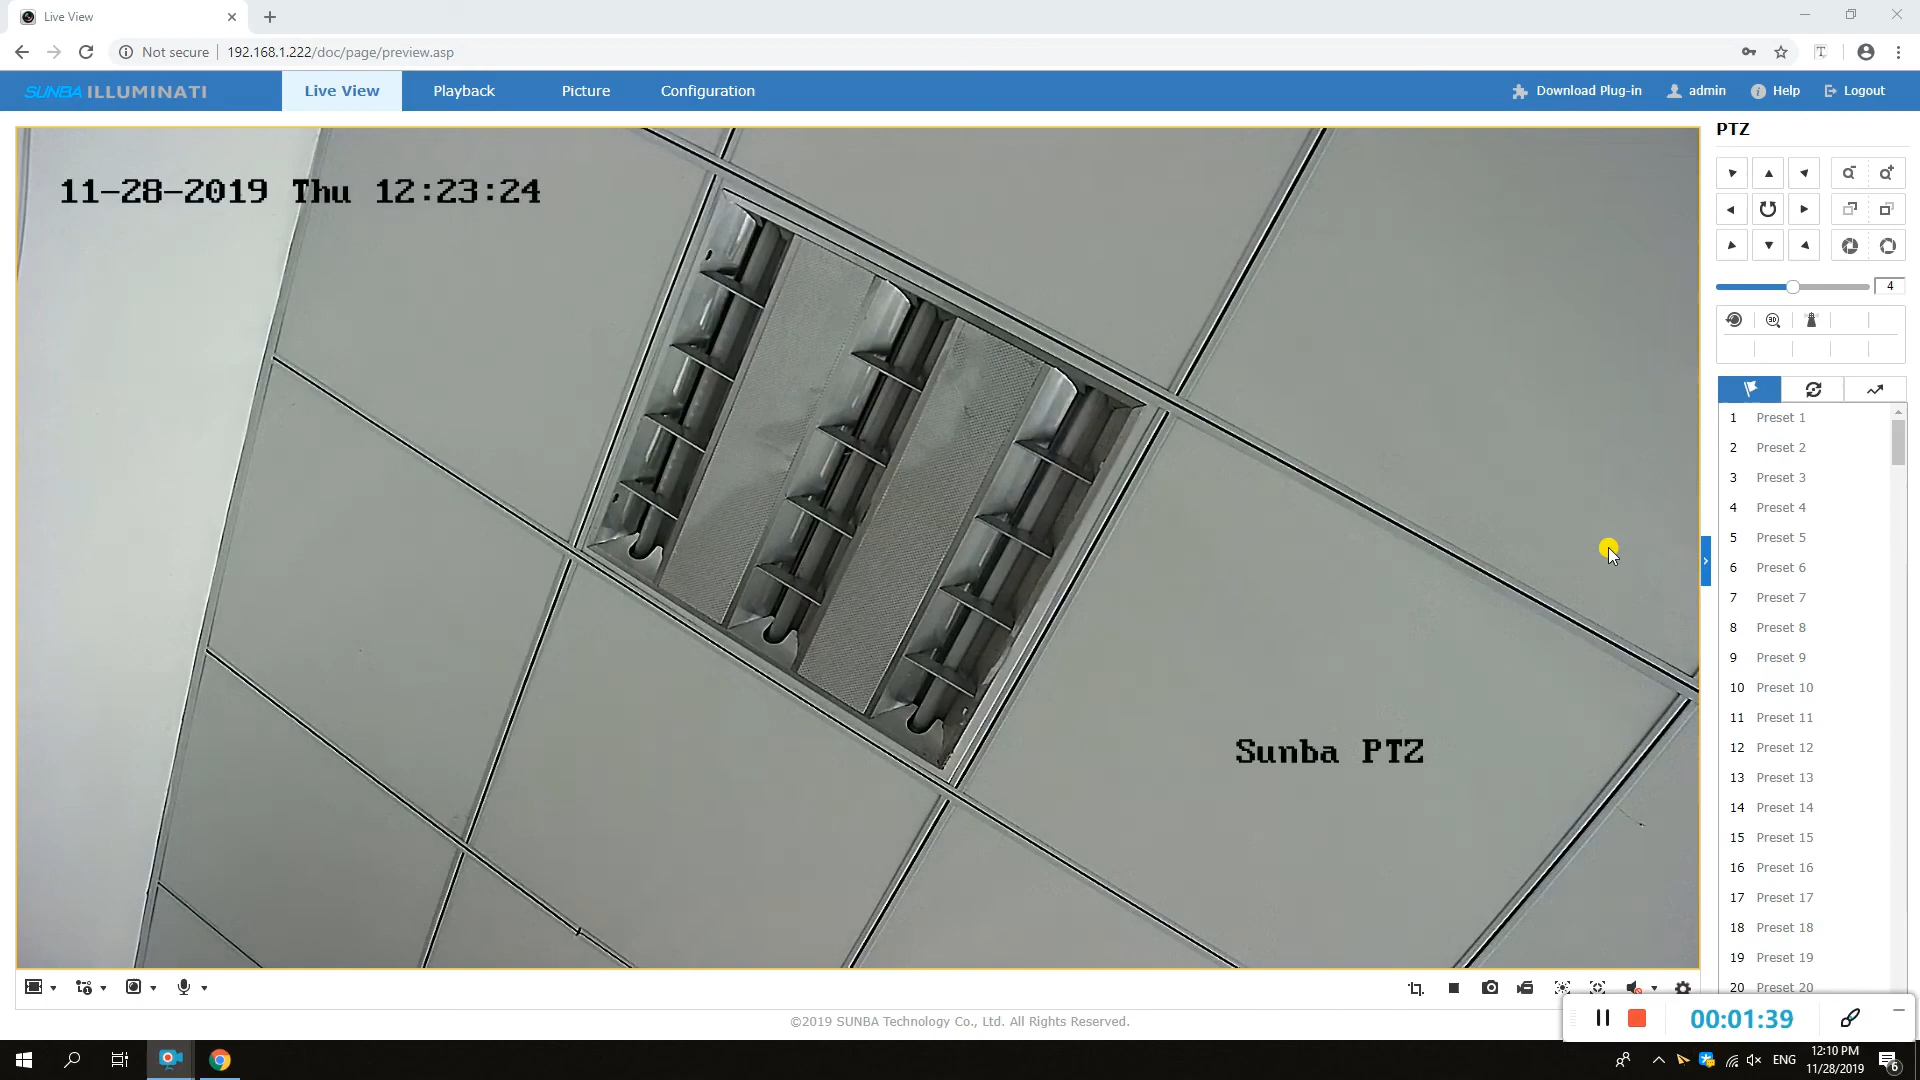 Live View
Not secure
192.168.1.222/doc/page/preview.asp
SUNBA ILLUMINATI
Live View
Playback
Picture
Configuration
Download Plug-in
admin
Help
Logout
11-28-2019 Thu 12:23:24
Sunba PTZ
PTZ
4
3D
1 Preset 1
2 Preset 2
3 Preset 3
4 Preset 4
5 Preset 5
6 Preset 6
7 Preset 7
8 Preset 8
9 Preset 9
10 Preset 10
11 Preset 11
12 Preset 12
13 Preset 13
14 Preset 14
15 Preset 15
16 Preset 16
17 Preset 17
18 Preset 18
19 Preset 19
20 Preset 20
©2019 SUNBA Technology Co., Ltd. All Rights Reserved.
00:01:39
ENG
12:10 PM
11/28/2019
6